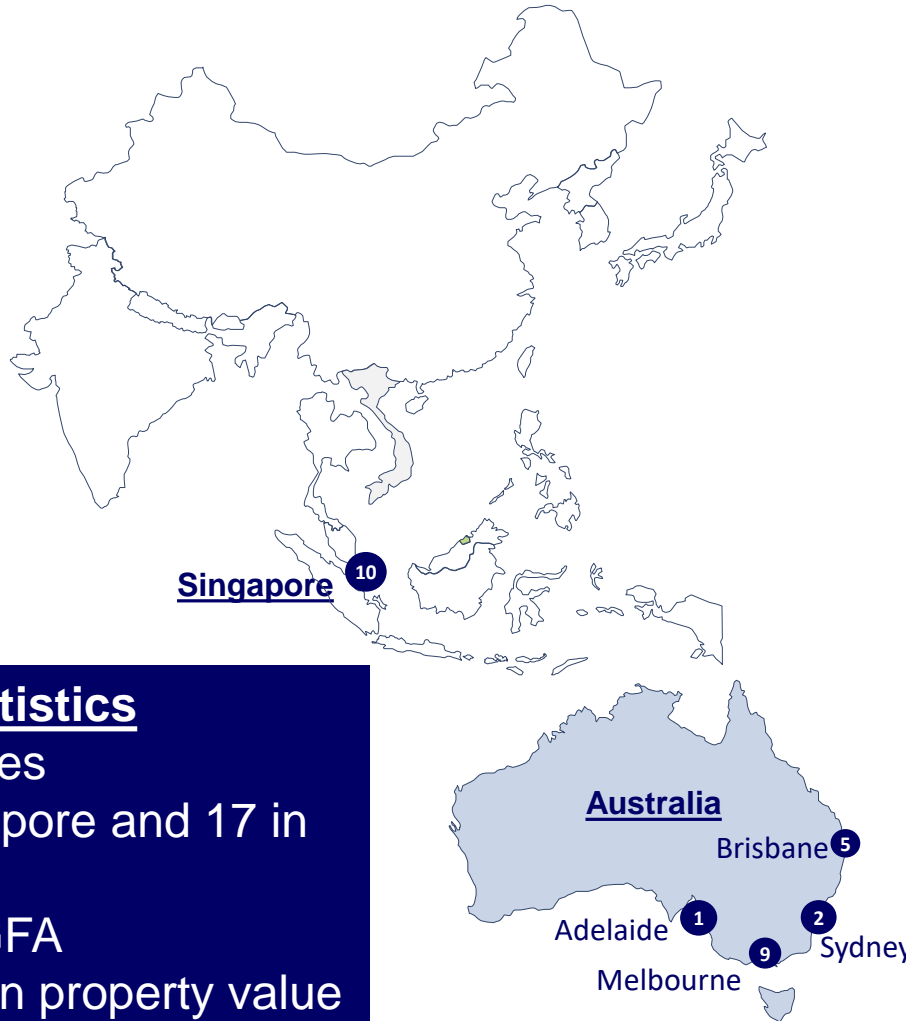 10
Singapore
tistics
es
pore and 17 in
FA
n property value
Australia
Brisbane 5
Adelaide 1
2 Sydney
Melbourne 9